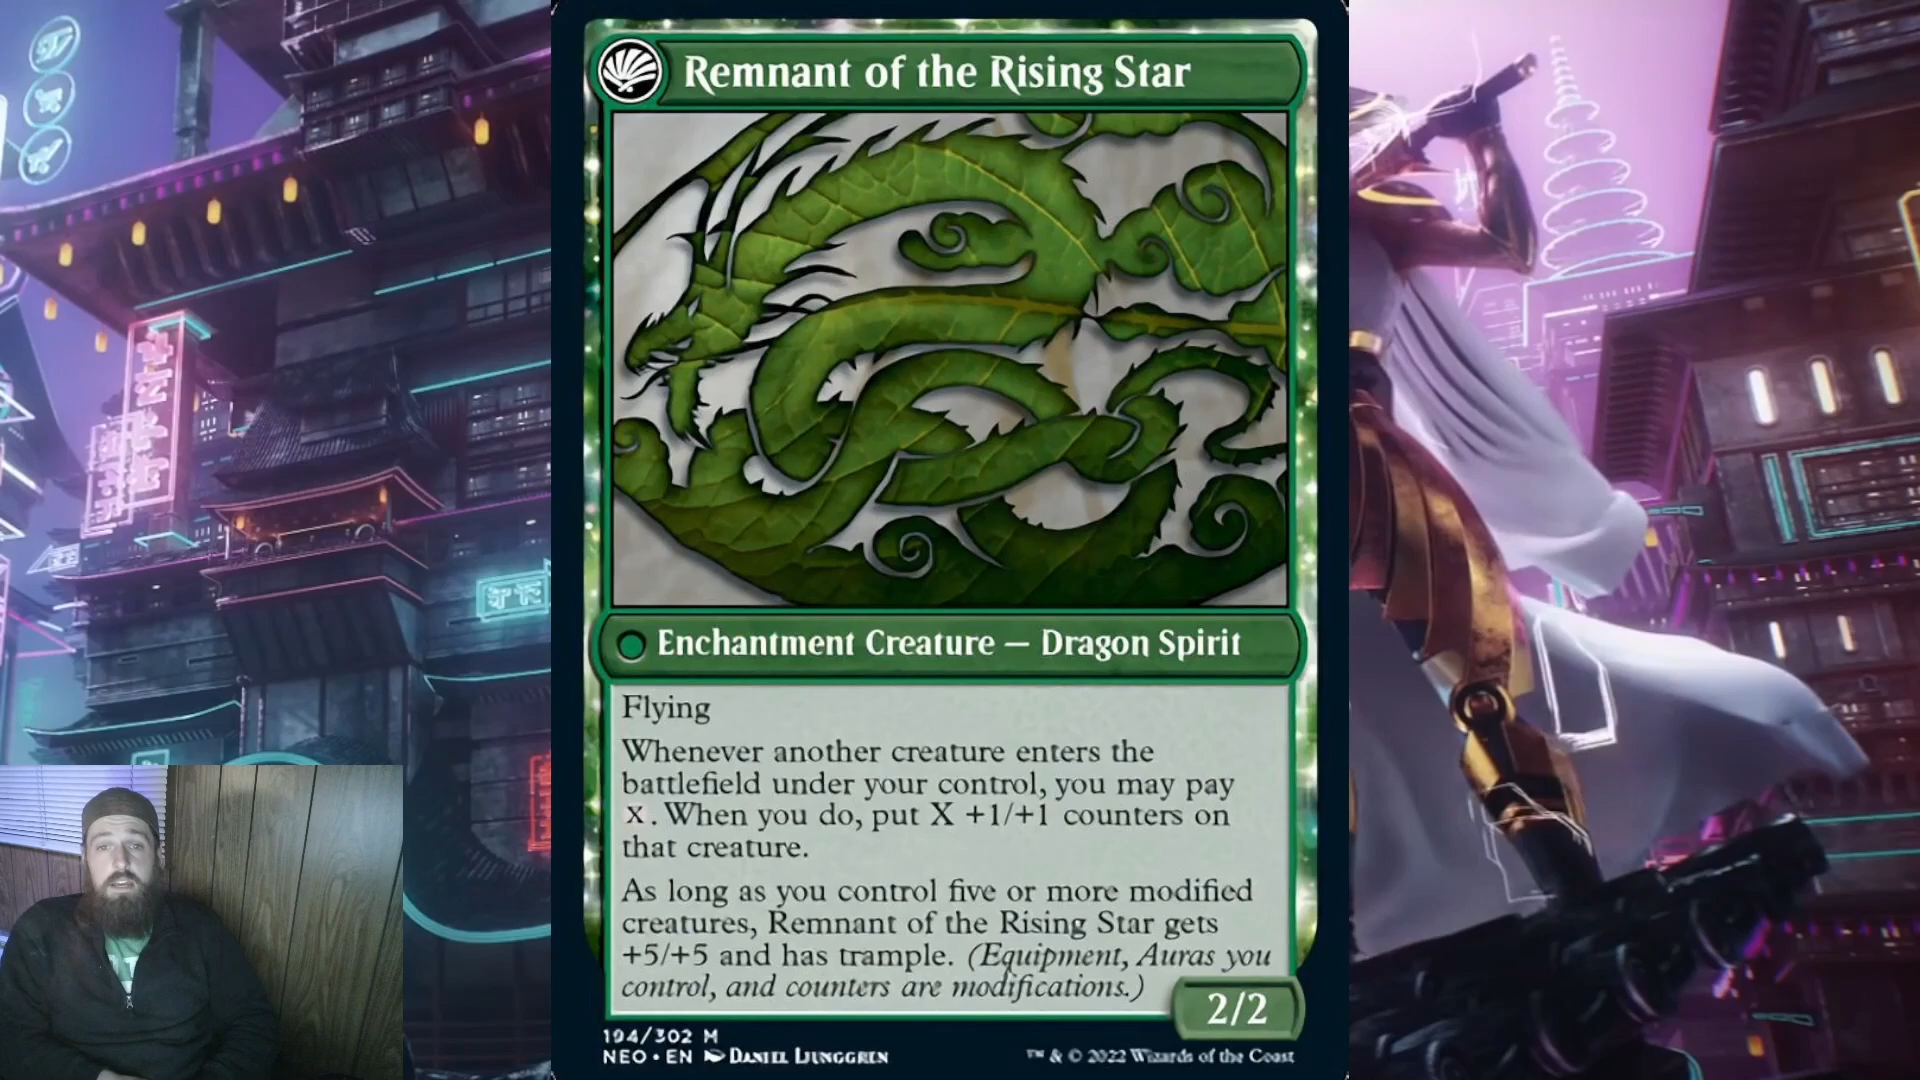 Remnant of the Rising Star
Enchantment Creature — Dragon Spirit
Flying
Whenever another creature enters the
battlefield under your control, you may pay
X. When you do, put X +1/+1 counters on
that creature.
As long as you control five or more modified
creatures, Remnant of the Rising Star gets
+5/+5 and has trample. (Equipment, Auras you
control, and counters are modifications.)
2/2
194/302 M
NEO • EN Daniel Ljunggren
™ & © 2022 Wizards of the Coast